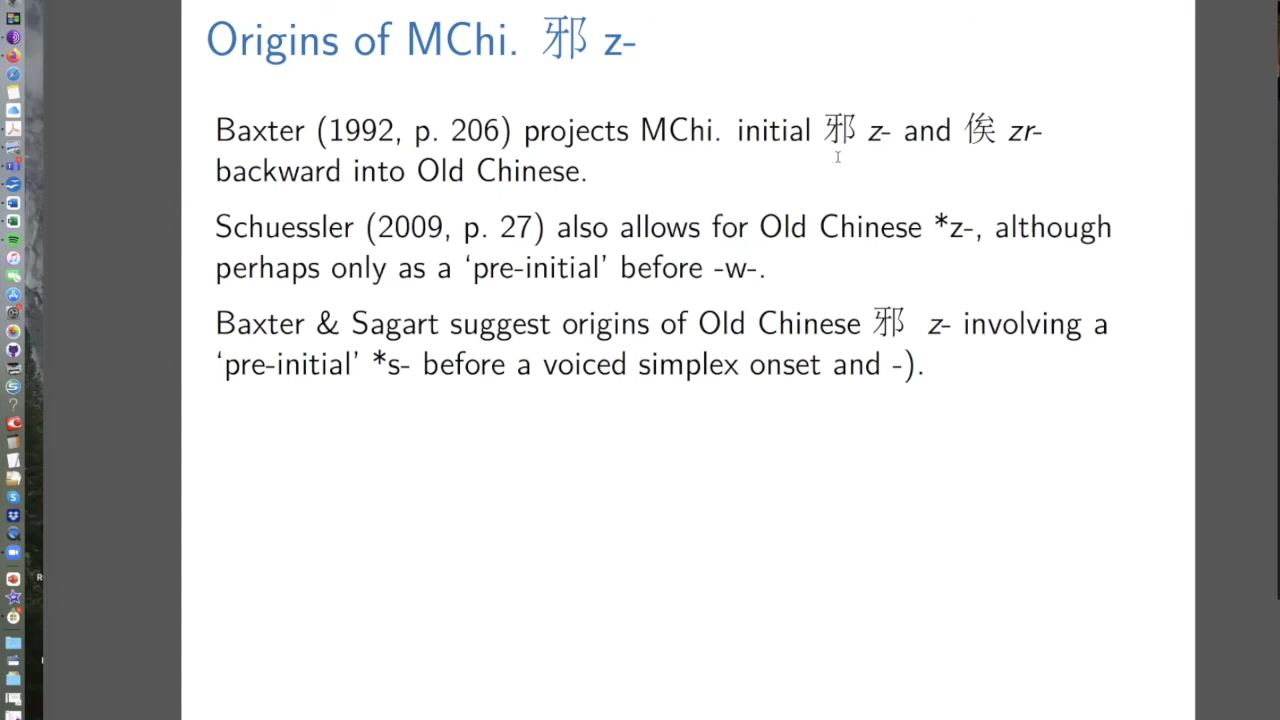 Origins of MChi. 邪 z-
Baxter (1992, p. 206) projects MChi. initial 邪 z- and 俟 zr-
backward into Old Chinese.
Schuessler (2009, p. 27) also allows for Old Chinese *z-, although
perhaps only as a ‘pre-initial’ before -w-.
Baxter & Sagart suggest origins of Old Chinese 邪 z- involving a
‘pre-initial’ *s- before a voiced simplex onset and -).